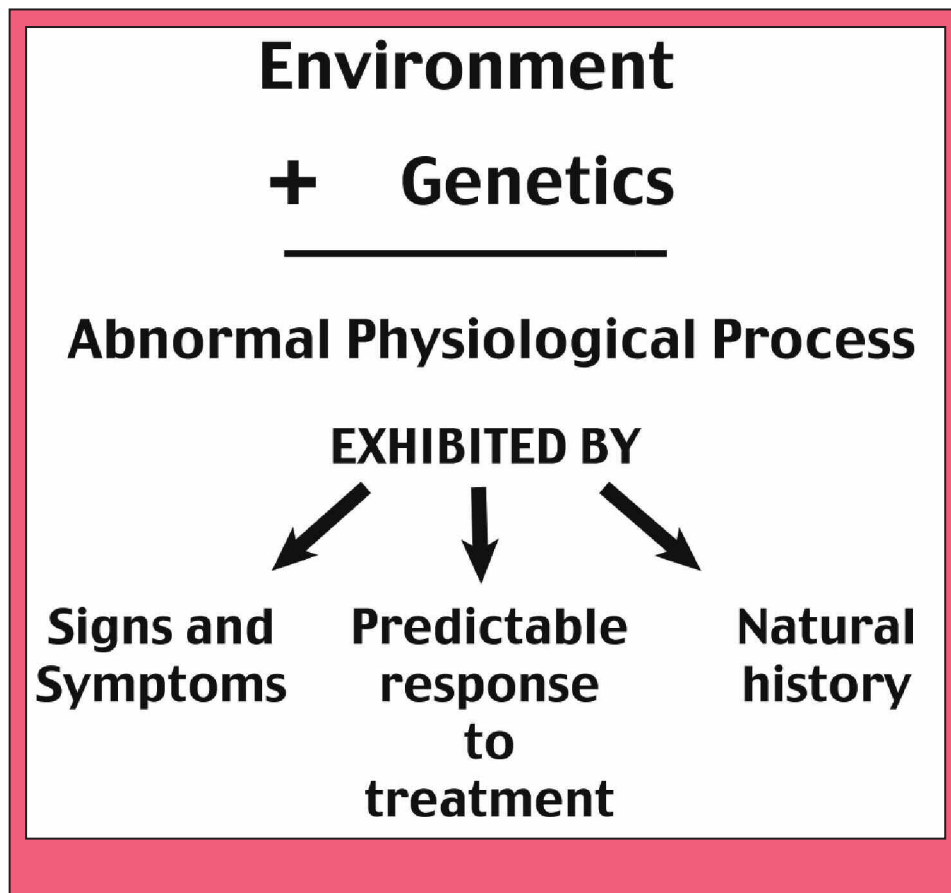 Environment
+ Genetics
Abnormal Physiological Process
EXHIBITED BY
Signs and
Symptoms
Predictable
response
to
treatment
Natural
history